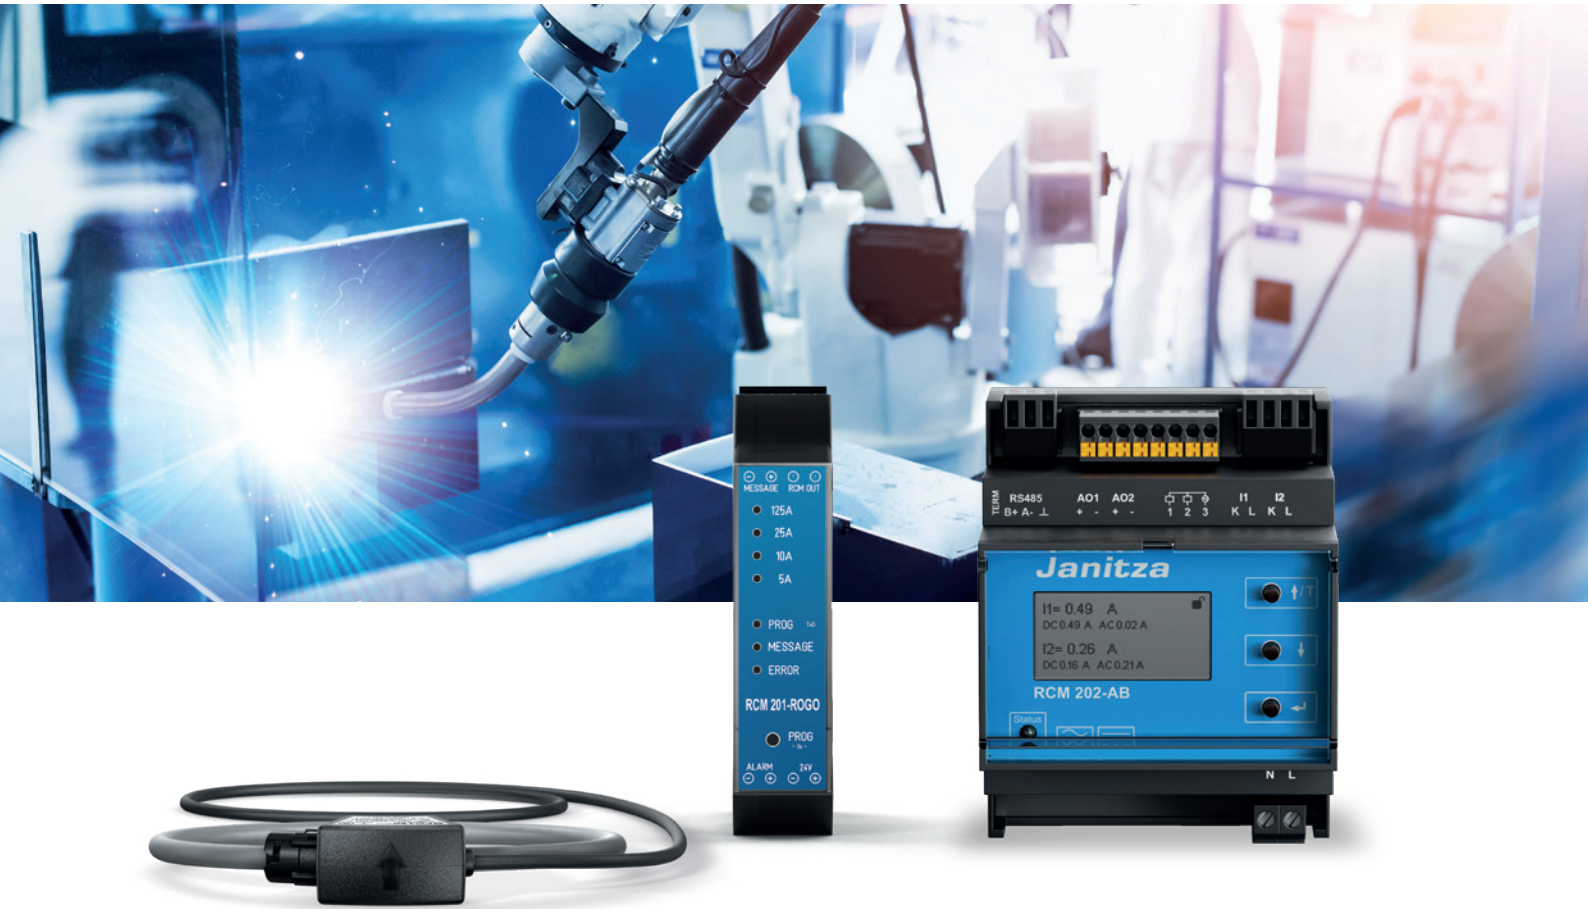 MESSAGE RCM OUT
125A
25A
10A
5A
PROG
MESSAGE
ERROR
RCM 201-ROGO
PROG
ALARM 24V
TERM
RS485 AO1 AO2 I1 I2
B+ A- ⊥ + - + - 1 2 3 K L K L
Janitza
I1= 0.49 A
DC 0.49 A AC 0.02 A
I2= 0.26 A
DC 0.16 A AC 0.21 A
↑/T
↓
RCM 202-AB
Status
N L